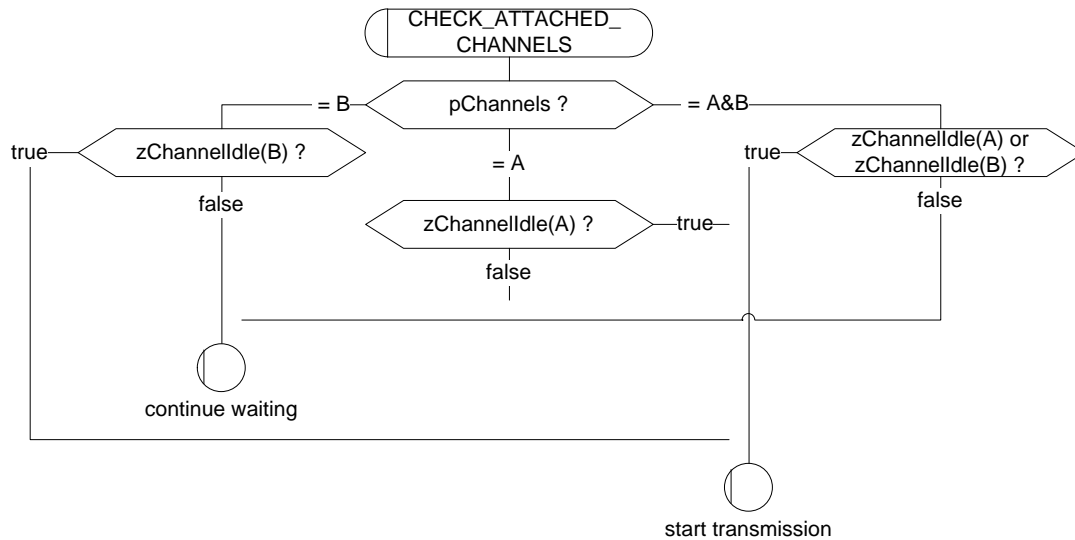 CHECK_ATTACHED_
CHANNELS
= B
pChannels ?
= A&B
true
zChannelIdle(B) ?
= A
true
zChannelIdle(A) or
zChannelIdle(B) ?
false
zChannelIdle(A) ?
true
false
false
continue waiting
start transmission